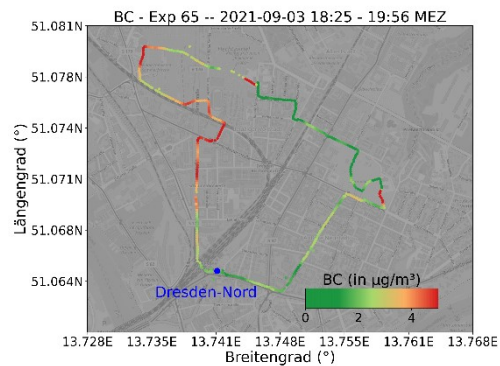 BC - Exp 65 -- 2021-09-03 18:25 - 19:56 MEZ
51.081N
51.078N
51.074N
51.071N
51.068N
51.064N
Längengrad (°)
Dresden-Nord
BC (in µg/m³)
0 2 4
13.728E 13.735E 13.741E 13.748E 13.755E 13.761E 13.768E
Breitengrad (°)